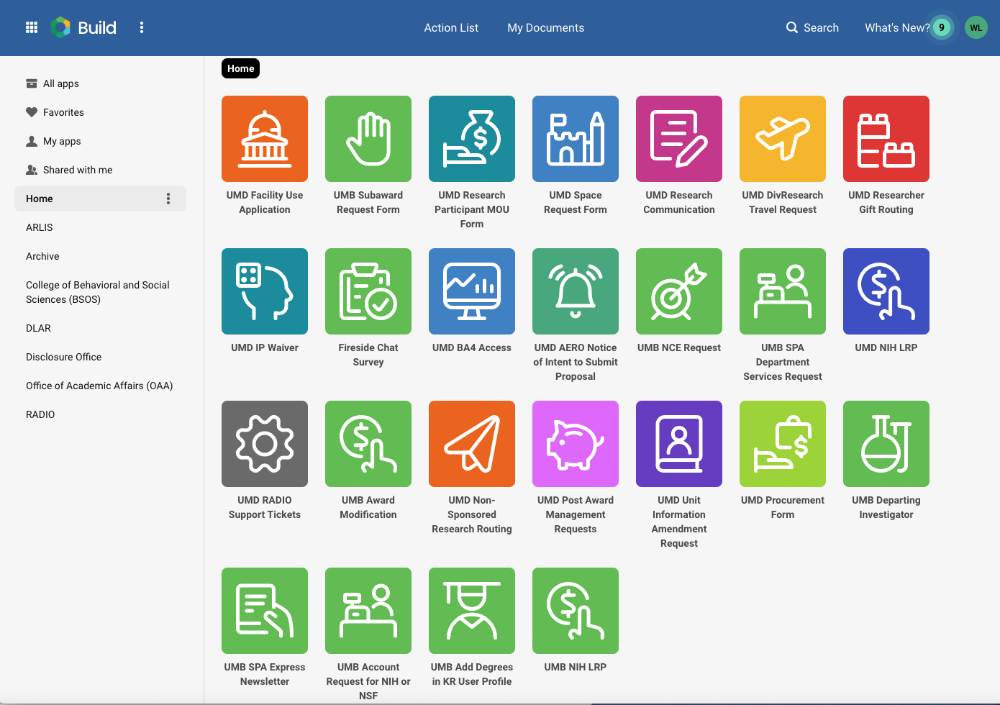 Build
Action List
My Documents
Search
What's New?
9
WL
All apps
Favorites
My apps
Shared with me
Home
ARLIS
Archive
College of Behavioral and Social
Sciences (BSOS)
DLAR
Disclosure Office
Office of Academic Affairs (OAA)
RADIO
Home
UMD Facility Use
Application
UMB Subaward
Request Form
UMD Research
Participant MOU
Form
UMD Space
Request Form
UMD Research
Communication
UMD DivResearch
Travel Request
UMD Researcher
Gift Routing
UMD IP Waiver
Fireside Chat
Survey
UMD BA4 Access
UMD AERO Notice
of Intent to Submit
Proposal
UMB NCE Request
UMB SPA
Department
Services Request
UMD NIH LRP
UMD RADIO
Support Tickets
UMB Award
Modification
UMD Non-
Sponsored
Research Routing
UMD Post Award
Management
Requests
UMD Unit
Information
Amendment
Request
UMD Procurement
Form
UMB Departing
Investigator
UMB SPA Express
Newsletter
UMB Account
Request for NIH or
NSF
UMB Add Degrees
in KR User Profile
UMB NIH LRP